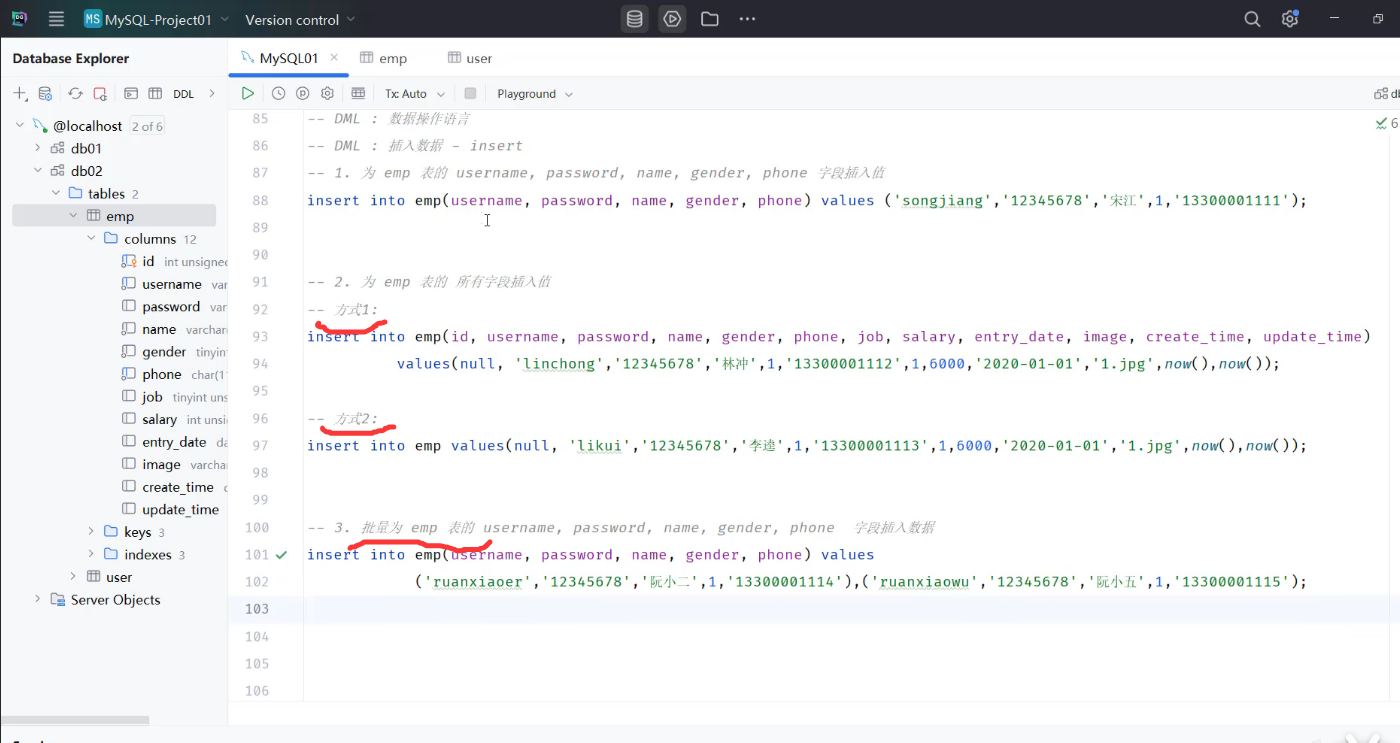 MS MySQL-Project01 Version control
Database Explorer
MySQL01 emp user
DDL
Tx: Auto Playground
@localhost 2 of 6
db01
db02
tables 2
emp
columns 12
id int unsigned
username var
password var
name varchar
gender tinyint
phone char(11
job tinyint uns
salary int unsi
entry_date da
image varcha
create_time
update_time
keys 3
indexes 3
user
Server Objects
85 -- DML : 数据操作语言
86 -- DML : 插入数据 - insert
87 -- 1. 为 emp 表的 username, password, name, gender, phone 字段插入值
88 insert into emp(username, password, name, gender, phone) values ('songjiang','12345678','宋江',1,'13300001111');
89
90
91 -- 2. 为 emp 表的 所有字段插入值
92 -- 方式1:
93 insert into emp(id, username, password, name, gender, phone, job, salary, entry_date, image, create_time, update_time)
94 values(null, 'linchong','12345678','林冲',1,'13300001112',1,6000,'2020-01-01','1.jpg',now(),now());
95
96 -- 方式2:
97 insert into emp values(null, 'likui','12345678','李逵',1,'13300001113',1,6000,'2020-01-01','1.jpg',now(),now());
98
99
100 -- 3. 批量为 emp 表的 username, password, name, gender, phone 字段插入数据
101 insert into emp(username, password, name, gender, phone) values
102 ('ruanxiaoer','12345678','阮小二',1,'13300001114'),('ruanxiaowu','12345678','阮小五',1,'13300001115');
103
104
105
106
6